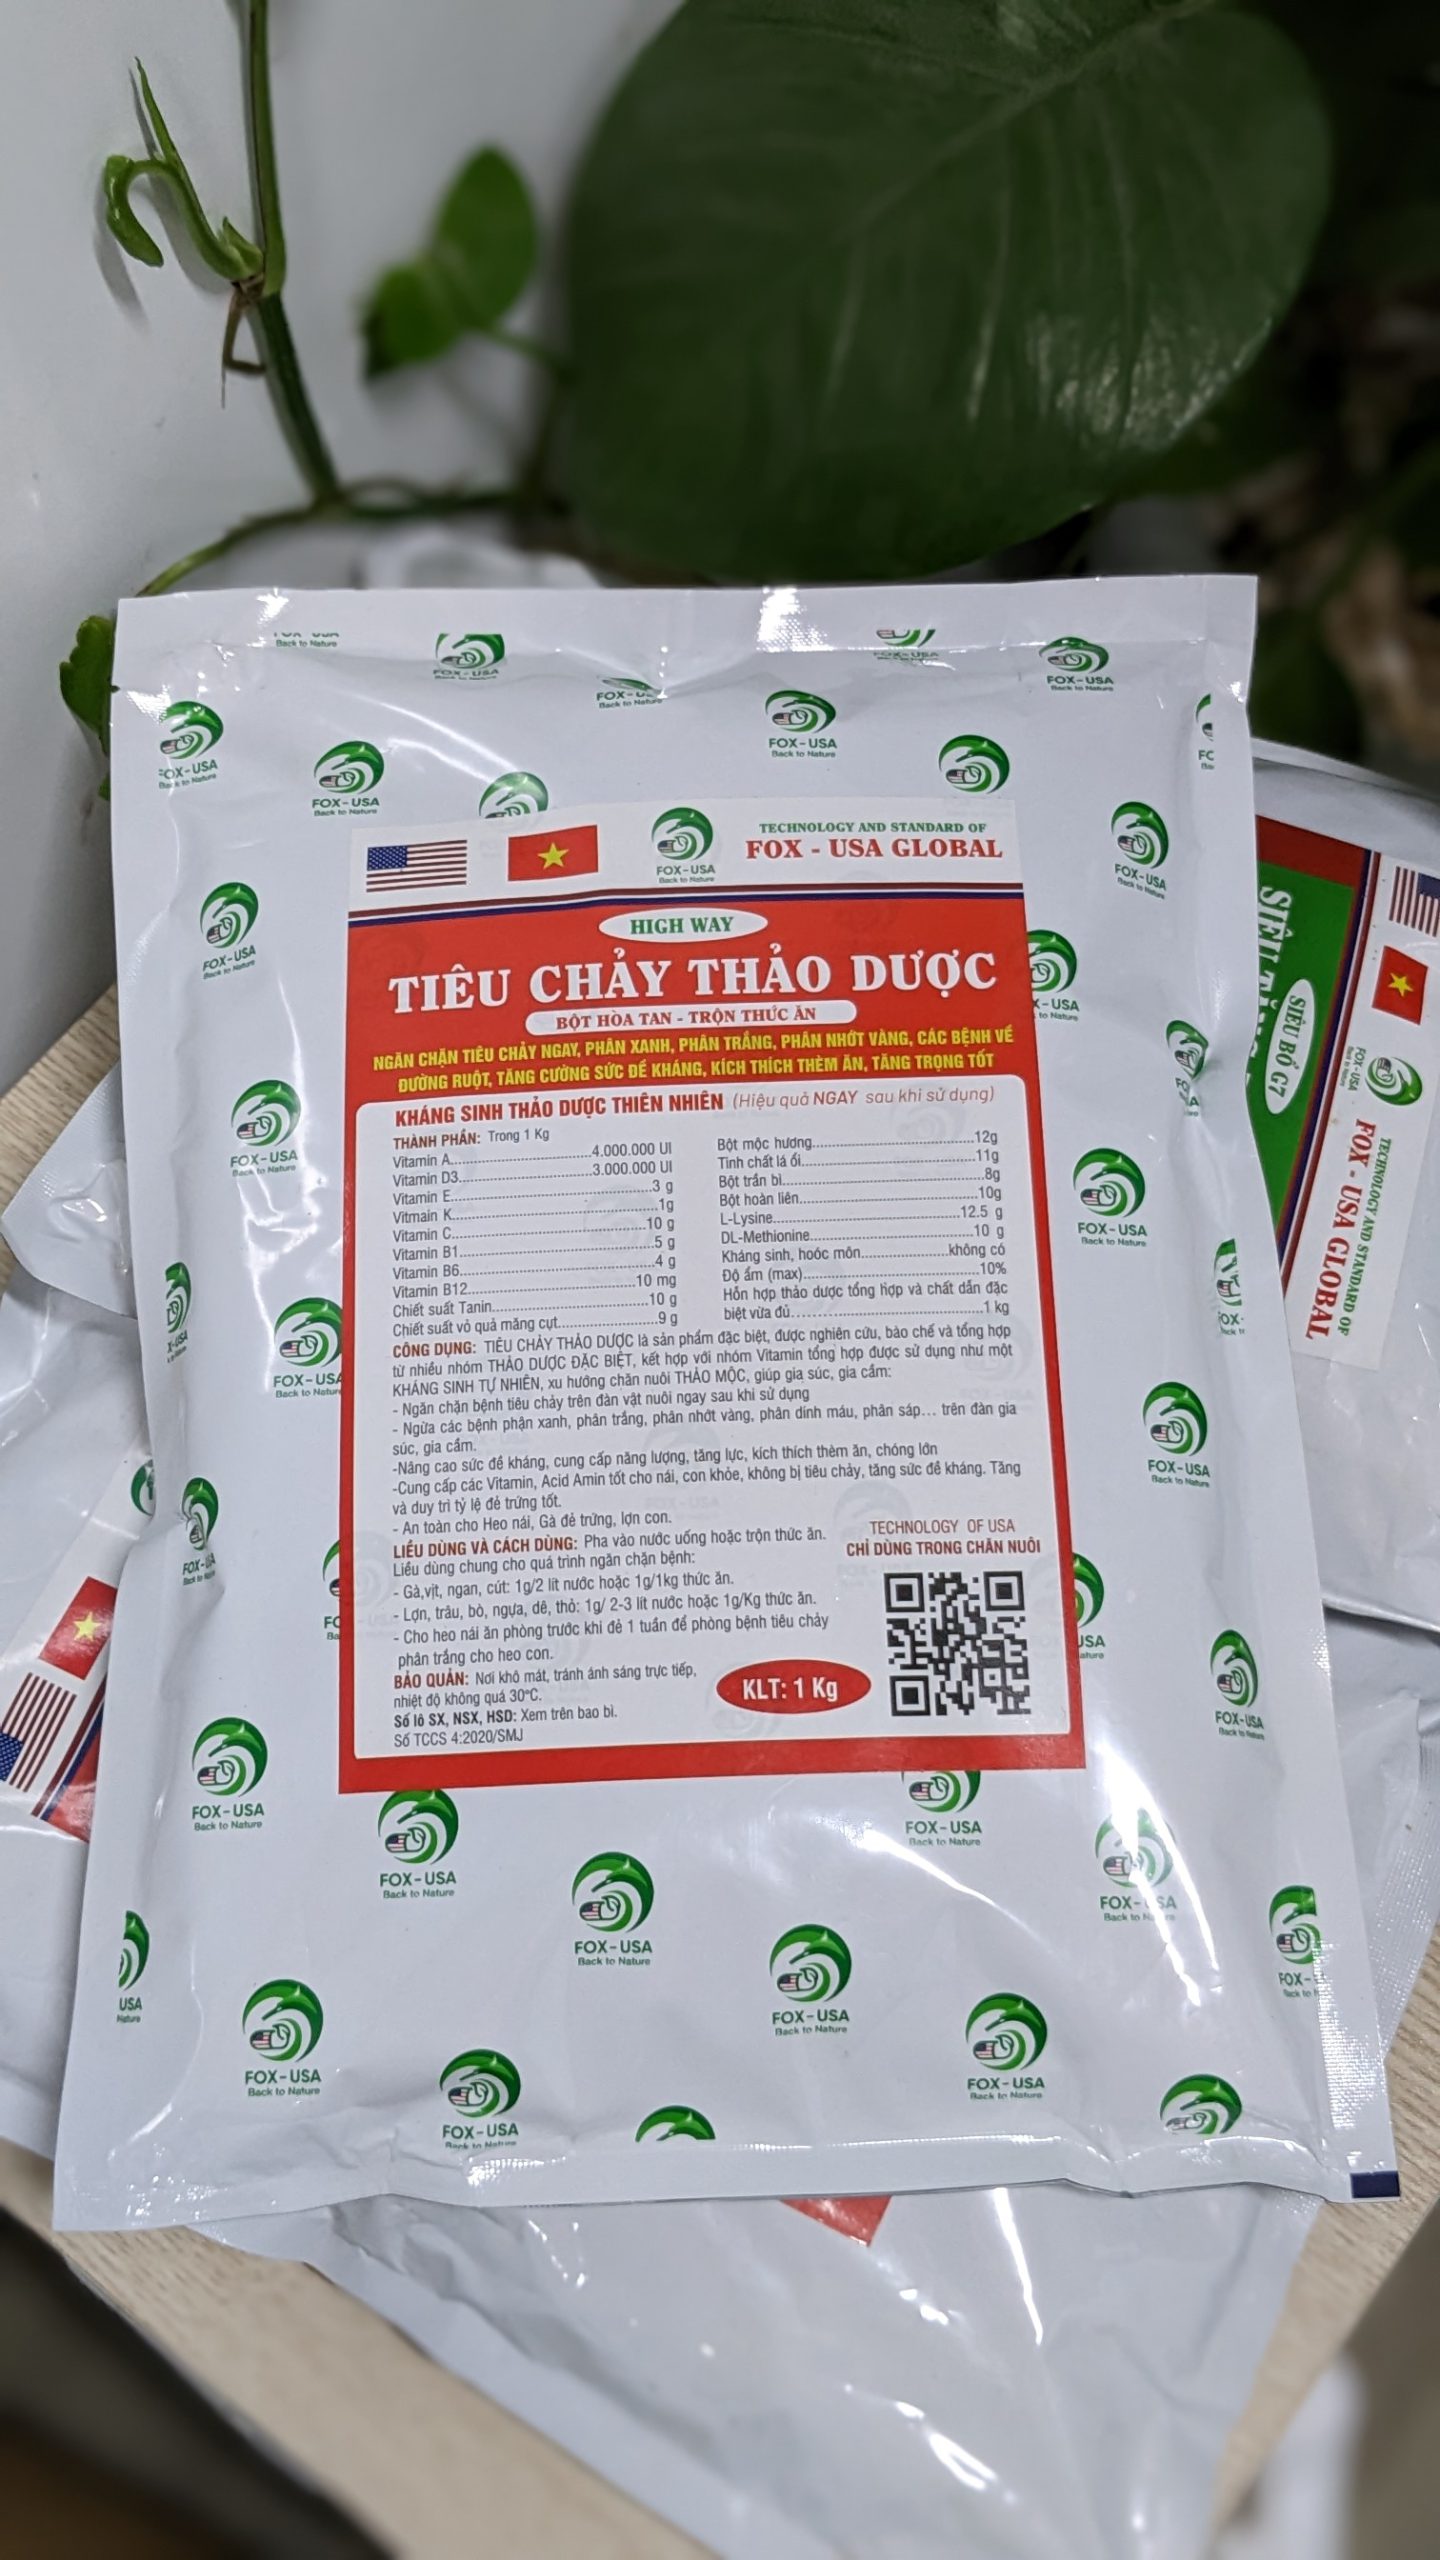 TECHNOLOGY AND STANDARD OF
FOX - USA GLOBAL
FOX-USA
Back to Nature
HIGH WAY
TIÊU CHẢY THẢO DƯỢC
BỘT HÒA TAN - TRỘN THỨC ĂN
NGĂN CHẶN TIÊU CHẢY NGAY, PHÂN XANH, PHÂN TRẮNG, PHÂN NHỚT VÀNG, CÁC BỆNH VỀ
ĐƯỜNG RUỘT, TĂNG CƯỜNG SỨC ĐỀ KHÁNG, KÍCH THÍCH THÈM ĂN, TĂNG TRỌNG TỐT
KHÁNG SINH THẢO DƯỢC THIÊN NHIÊN (Hiệu quả NGAY sau khi sử dụng)
THÀNH PHẦN: Trong 1 Kg
Vitamin A...4.000.000 UI
Vitamin D3...3.000.000 UI
Vitamin E...3 g
Vitmain K...1g
Vitamin C...10 g
Vitamin B1...5 g
Vitamin B6...4 g
Vitamin B12...10 mg
Chiết suất Tanin...10 g
Chiết suất vỏ quả măng cụt...9 g
Bột mộc hương...12g
Tinh chất lá ổi...11g
Bột trần bì...8g
Bột hoàn liên...10g
L-Lysine...12.5 g
DL-Methionine...10 g
Kháng sinh, hoóc môn...không có
Độ ẩm (max)...10%
Hỗn hợp thảo dược tổng hợp và chất dẫn đặc
biệt vừa đủ...1 kg
CÔNG DỤNG: TIÊU CHẢY THẢO DƯỢC là sản phẩm đặc biệt, được nghiên cứu, bào chế và tổng hợp
từ nhiều nhóm THẢO DƯỢC ĐẶC BIỆT, kết hợp với nhóm Vitamin tổng hợp được sử dụng như một
KHÁNG SINH TỰ NHIÊN, xu hướng chăn nuôi THẢO MỘC, giúp gia súc, gia cầm:
- Ngăn chặn bệnh tiêu chảy trên đàn vật nuôi ngay sau khi sử dụng
- Ngừa các bệnh phân xanh, phân trắng, phân nhớt vàng, phân dính máu, phân sáp... trên đàn gia
súc, gia cầm.
-Nâng cao sức đề kháng, cung cấp năng lượng, tăng lực, kích thích thèm ăn, chóng lớn
-Cung cấp các Vitamin, Acid Amin tốt cho nái, con khỏe, không bị tiêu chảy, tăng sức đề kháng. Tăng
và duy trì tỷ lệ đẻ trứng tốt.
- An toàn cho Heo nái, Gà đẻ trứng, lợn con.
LIỀU DÙNG VÀ CÁCH DÙNG: Pha vào nước uống hoặc trộn thức ăn.
Liều dùng chung cho quá trình ngăn chặn bệnh:
- Gà,vịt, ngan, cút: 1g/2 lít nước hoặc 1g/1kg thức ăn.
- Lợn, trâu, bò, ngựa, dê, thỏ: 1g/ 2-3 lít nước hoặc 1g/Kg thức ăn.
- Cho heo nái ăn phòng trước khi đẻ 1 tuần để phòng bệnh tiêu chảy
phân trắng cho heo con.
BẢO QUẢN: Nơi khô mát, tránh ánh sáng trực tiếp,
nhiệt độ không quá 30°C.
Số lô SX, NSX, HSD: Xem trên bao bì.
Số TCCS 4:2020/SMJ
TECHNOLOGY OF USA
CHỈ DÙNG TRONG CHĂN NUÔI
KLT: 1 Kg
SIÊU BỔ G7
TECHNOLOGY AND STANDARD OF
FOX - USA GLOBAL